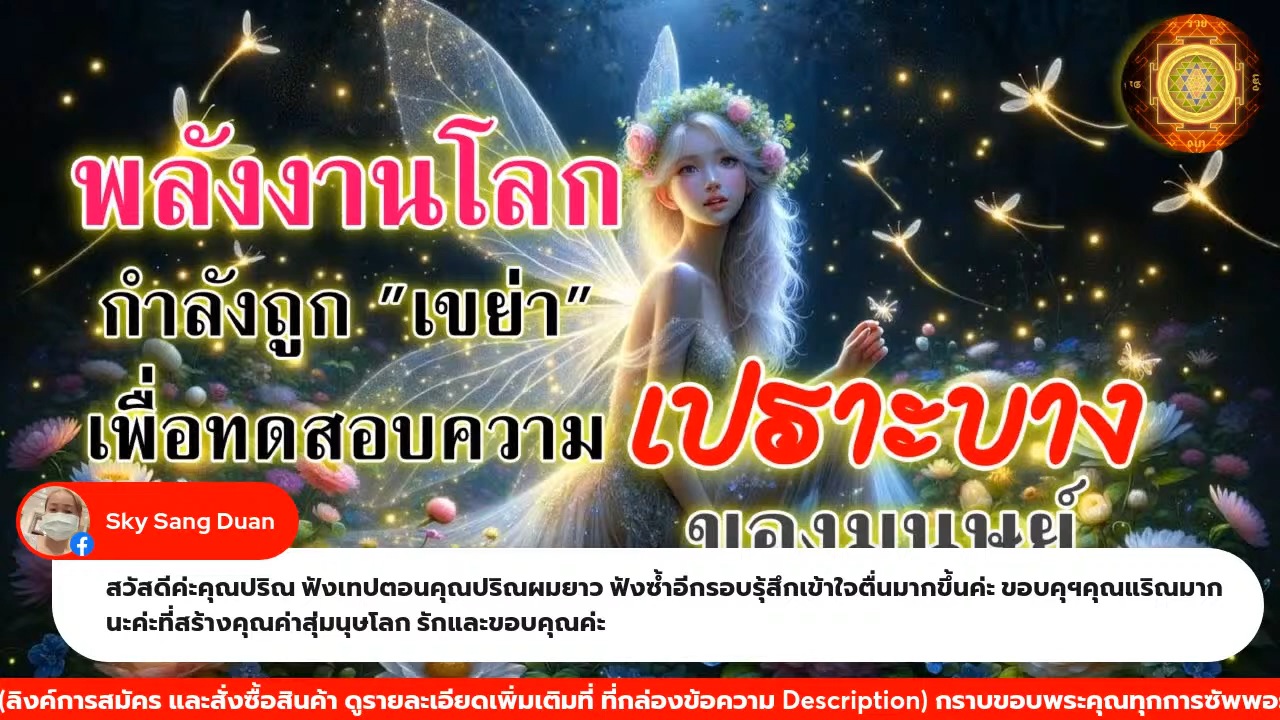 พลังงานโลก
กำลังถูก "เขย่า"
เพื่อทดสอบความ เปราะบาง
ของมนุษย์
รวย
Sky Sang Duan
สวัสดีค่ะคุณปริณ ฟังเทปตอนคุณปริณผมยาว ฟังซ้ำอีกรอบรุ้สึกเข้าใจตื่นมากขึ้นค่ะ ขอบคุฯคุณแริณมาก
นะค่ะที่สร้างคุณค่าสุ่มนุษโลก รักและขอบคุณค่ะ
(ลิงค์การสมัคร และสั่งซื้อสินค้า ดูรายละเอียดเพิ่มเติมที่ ที่กล่องข้อความ Description) กราบขอบพระคุณทุกการซัพพอ